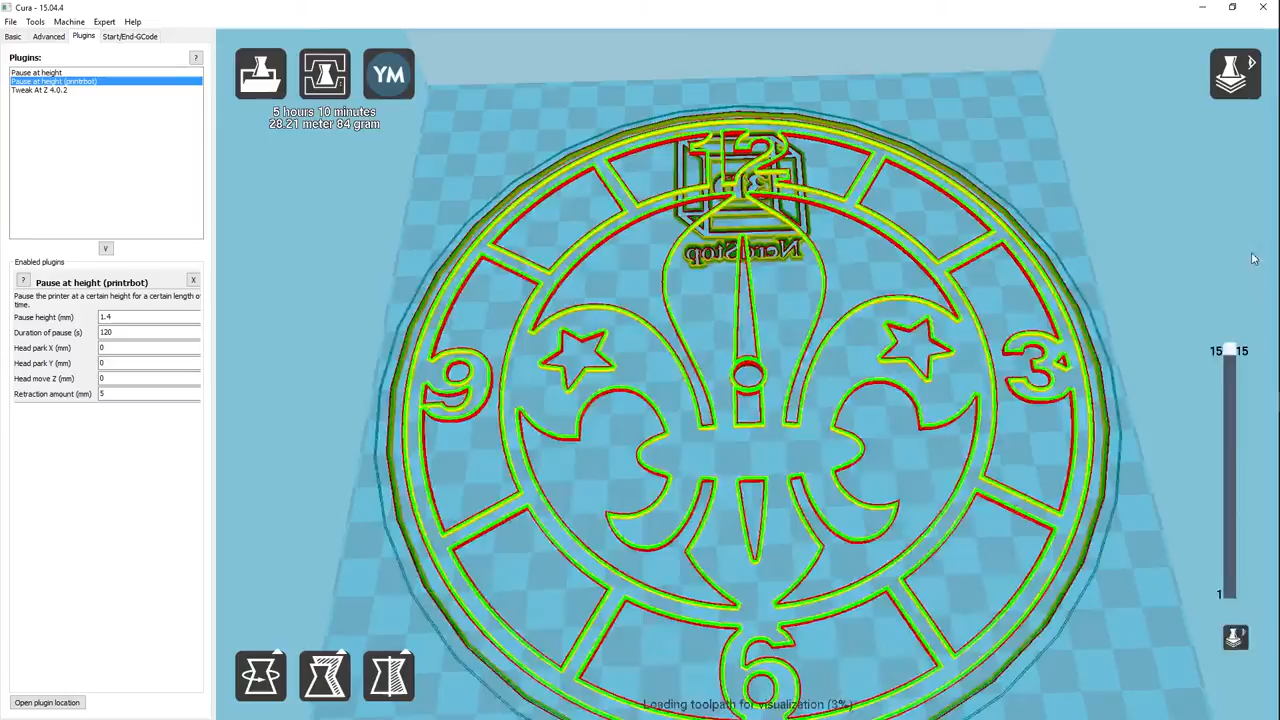 Cura - 15.04.4
File Tools Machine Expert Help
Basic Advanced Plugins Start/End-GCode
Plugins: ?
Pause at height
Pause at height (printrbot)
Tweak At Z 4.0.2
V
Enabled plugins
? Pause at height (printrbot) X
Pause the printer at a certain height for a certain length o
time.
Pause height (mm) 1.4
Duration of pause (s) 120
Head park X (mm) 0
Head park Y (mm) 0
Head move Z (mm) 0
Retraction amount (mm) 5
Open plugin location
YM
5 hours 10 minutes
28.21 meter 84 gram
12
NerdStop
9
3
6
15 15
1
Loading toolpath for visualization (3%)